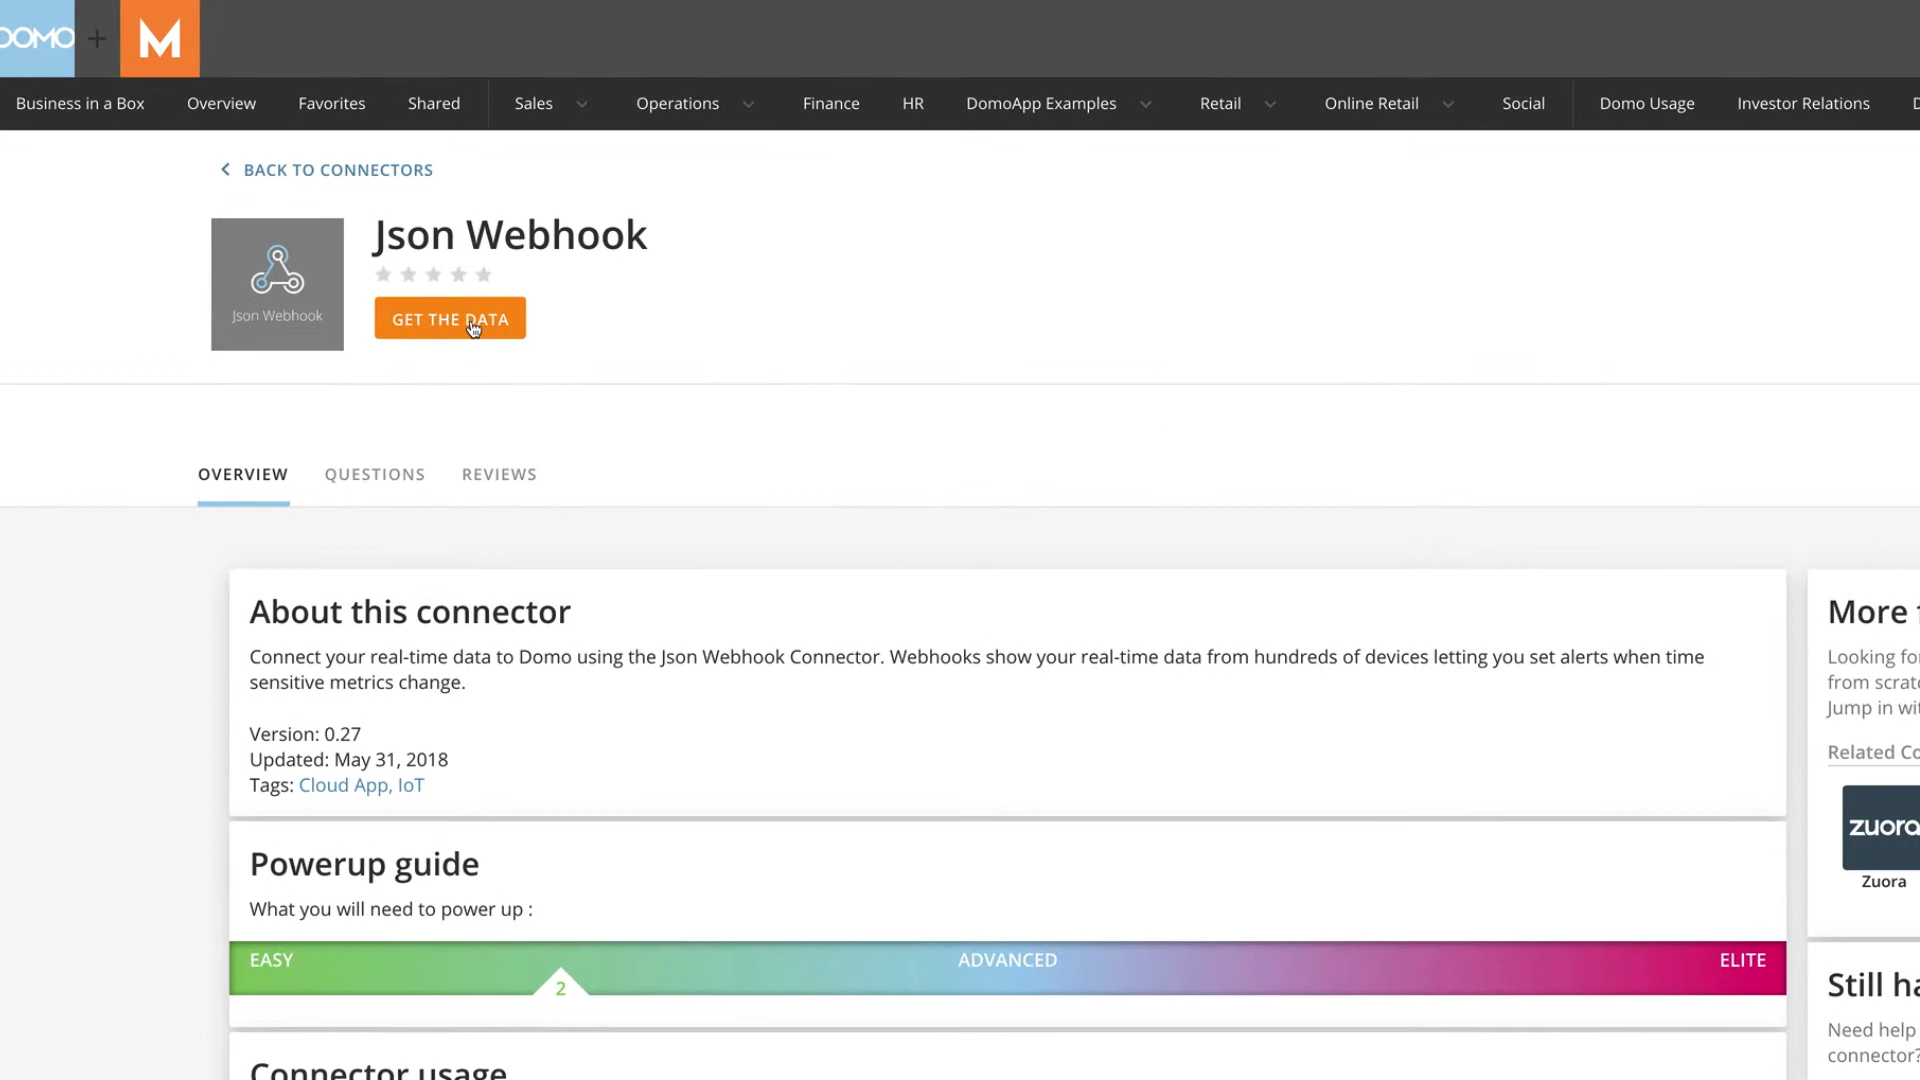 DOMO + M
Business in a Box Overview Favorites Shared Sales Operations Finance HR DomoApp Examples Retail Online Retail Social Domo Usage Investor Relations D
BACK TO CONNECTORS
Json Webhook
Json Webhook
GET THE DATA
OVERVIEW QUESTIONS REVIEWS
About this connector
Connect your real-time data to Domo using the Json Webhook Connector. Webhooks show your real-time data from hundreds of devices letting you set alerts when time
sensitive metrics change.
Version: 0.27
Updated: May 31, 2018
Tags: Cloud App, IoT
Powerup guide
What you will need to power up :
EASY ADVANCED ELITE
2
Connector usage
More
Looking
from
Jump in
Related
zuora
Zuora
Still
Need help
connector?